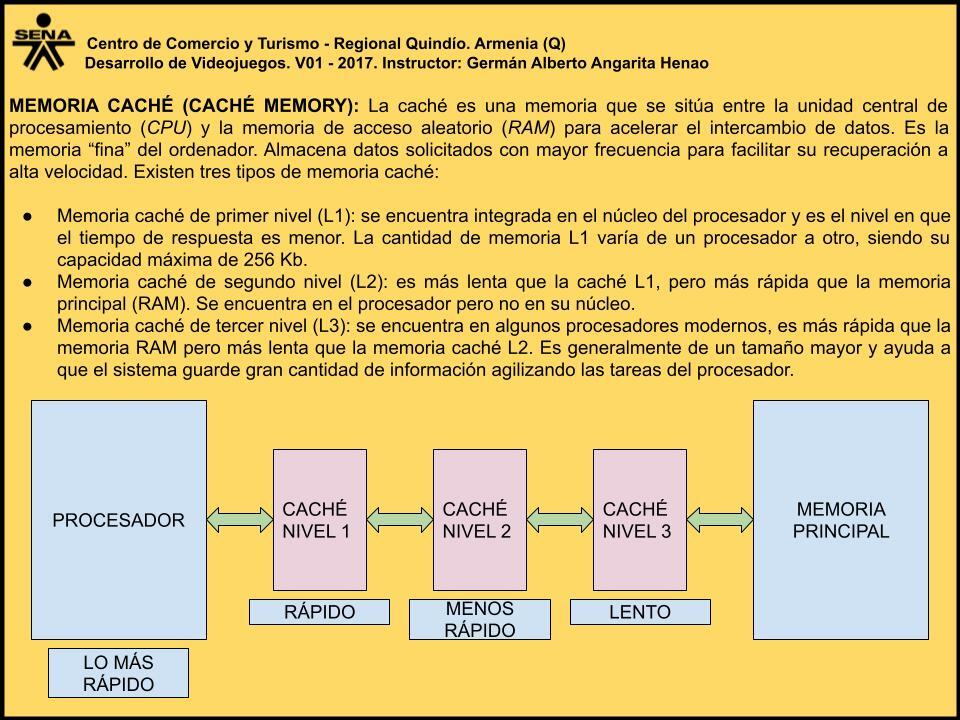 SENA
Centro de Comercio y Turismo - Regional Quindío. Armenia (Q)
Desarrollo de Videojuegos. V01 - 2017. Instructor: Germán Alberto Angarita Henao
MEMORIA CACHÉ (CACHÉ MEMORY): La caché es una memoria que se sitúa entre la unidad central de
procesamiento (CPU) y la memoria de acceso aleatorio (RAM) para acelerar el intercambio de datos. Es la
memoria “fina” del ordenador. Almacena datos solicitados con mayor frecuencia para facilitar su recuperación a
alta velocidad. Existen tres tipos de memoria caché:
● Memoria caché de primer nivel (L1): se encuentra integrada en el núcleo del procesador y es el nivel en que
el tiempo de respuesta es menor. La cantidad de memoria L1 varía de un procesador a otro, siendo su
capacidad máxima de 256 Kb.
● Memoria caché de segundo nivel (L2): es más lenta que la caché L1, pero más rápida que la memoria
principal (RAM). Se encuentra en el procesador pero no en su núcleo.
● Memoria caché de tercer nivel (L3): se encuentra en algunos procesadores modernos, es más rápida que la
memoria RAM pero más lenta que la memoria caché L2. Es generalmente de un tamaño mayor y ayuda a
que el sistema guarde gran cantidad de información agilizando las tareas del procesador.
PROCESADOR
CACHÉ
NIVEL 1
CACHÉ
NIVEL 2
CACHÉ
NIVEL 3
MEMORIA
PRINCIPAL
RÁPIDO
MENOS
RÁPIDO
LENTO
LO MÁS
RÁPIDO